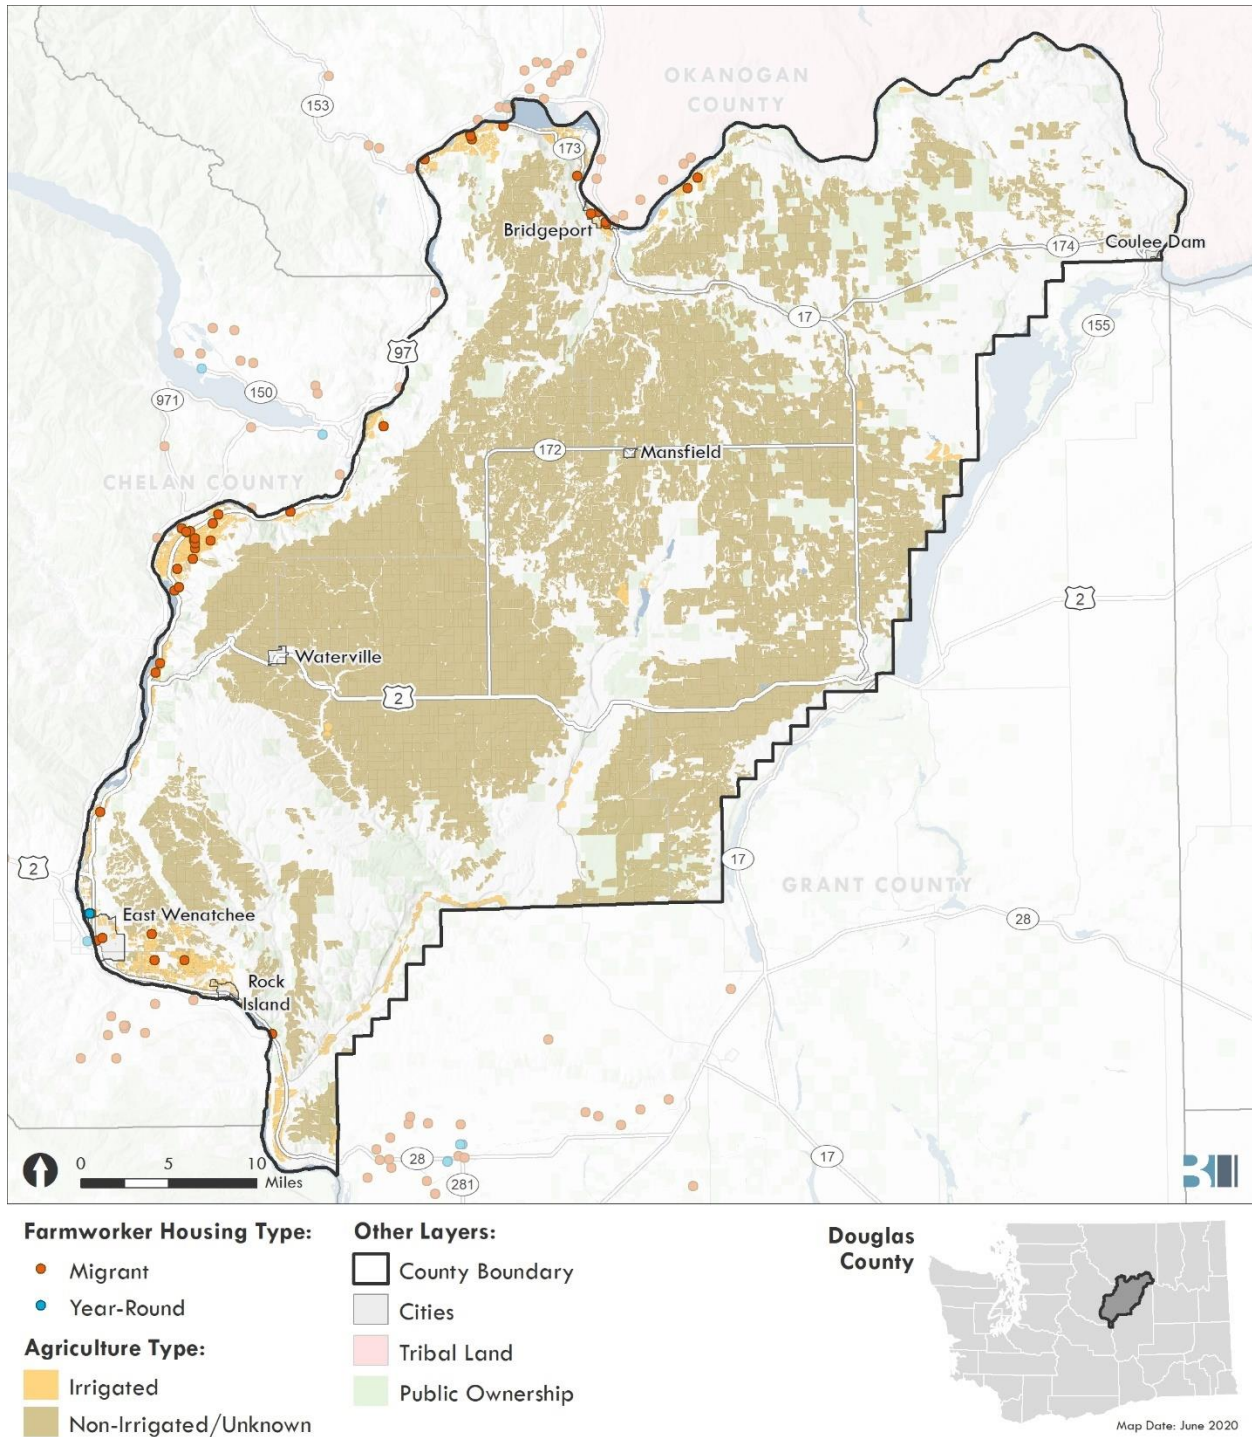 OKANOGAN
COUNTY
153
173
Bridgeport
174
Coulee Dam
17
155
97
150
971
172
Mansfield
CHELAN COUNTY
2
Waterville
2
2
17
GRANT COUNTY
28
East Wenatchee
Rock
Island
28
17
281
0 5 10
Miles
Farmworker Housing Type:
Migrant
Year-Round
Agriculture Type:
Irrigated
Non-Irrigated/Unknown
Other Layers:
County Boundary
Cities
Tribal Land
Public Ownership
Douglas
County
Map Date: June 2020